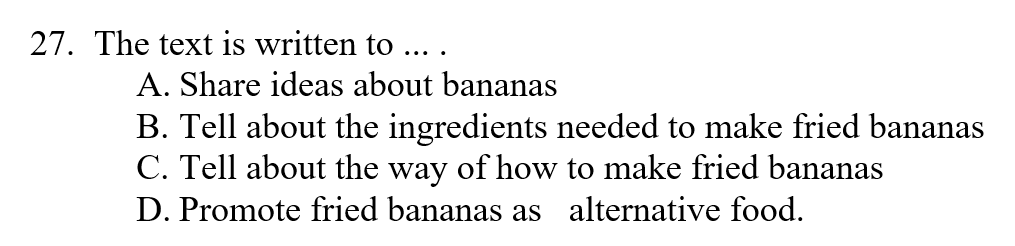 27. The text is written to ... .
A. Share ideas about bananas
B. Tell about the ingredients needed to make fried bananas
C. Tell about the way of how to make fried bananas
D. Promote fried bananas as alternative food.